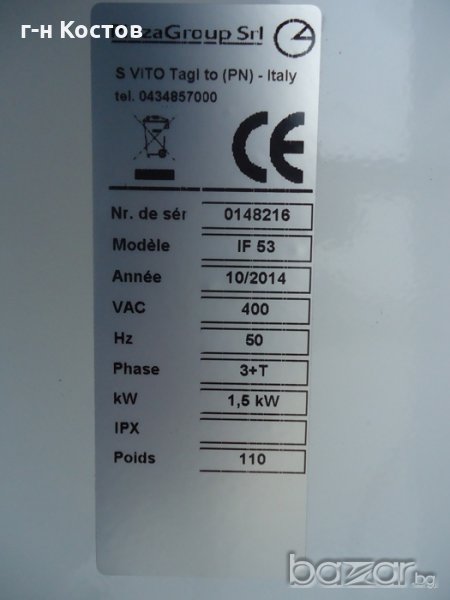 г-н Костов
zaGroup Srl
S VITO Tagl to (PN) - Italy
tel. 0434857000
CE
Nr. de sér 0148216
Modèle IF 53
Année 10/2014
VAC 400
Hz 50
Phase 3+T
kW 1,5 kW
IPX
Poids 110
bazar.bg